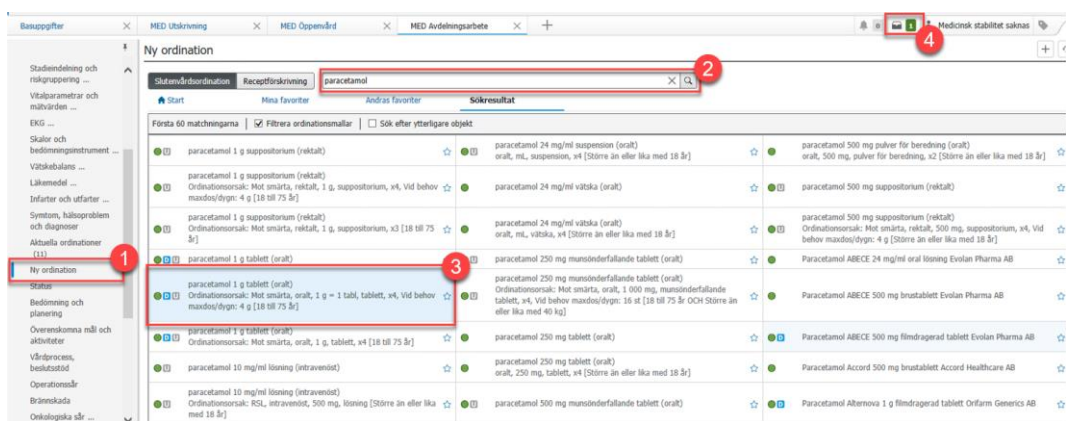 Basuppgifter
MED Utskrivning
MED Öppenvård
MED Avdelningsarbete
0
1
Medicinsk stabilitet saknas
4
Stadieindelning och
riskgruppering ...
Vitalparametrar och
mätvärden ...
EKG ...
Skalor och
bedömningsinstrument ...
Vätskebalans ...
Läkemedel ...
Infarter och utfarter ...
Symtom, hälsoproblem
och diagnoser
Aktuella ordinationer
(11)
1
Ny ordination
Status
Bedömning och
planering
Överenskomna mål och
aktiviteter
Vårdprocess,
beslutsstöd
Operationssår
Brännskada
Onkologiska sår ...
Ny ordination
Slutenvårdsordination
Receptförskrivning
paracetamol
2
Start
Mina favoriter
Andras favoriter
Sökresultat
Första 60 matchningarna
Filtrera ordinationsmallar
Sök efter ytterligare objekt
paracetamol 1 g suppositorium (rektalt)
paracetamol 1 g suppositorium (rektalt)
Ordinationsorsak: Mot smärta, rektalt, 1 g, suppositorium, x4, Vid behov
maxdos/dygn: 4 g [18 till 75 år]
paracetamol 1 g suppositorium (rektalt)
Ordinationsorsak: Mot smärta, rektalt, 1 g, suppositorium, x3 [18 till 75
år]
paracetamol 1 g tablett (oralt)
3
paracetamol 1 g tablett (oralt)
Ordinationsorsak: Mot smärta, oralt, 1 g = 1 tabl, tablett, x4, Vid behov
maxdos/dygn: 4 g [18 till 75 år]
paracetamol 1 g tablett (oralt)
Ordinationsorsak: Mot smärta, oralt, 1 g, tablett, x4 [18 till 75 år]
paracetamol 10 mg/ml lösning (intravenöst)
paracetamol 10 mg/ml lösning (intravenöst)
Ordinationsorsak: RSL, intravenöst, 500 mg, lösning [Större än eller lika
med 18 år]
paracetamol 24 mg/ml suspension (oralt)
oralt, mL, suspension, x4 [Större än eller lika med 18 år]
paracetamol 24 mg/ml vätska (oralt)
paracetamol 24 mg/ml vätska (oralt)
oralt, mL, vätska, x4 [Större än eller lika med 18 år]
paracetamol 250 mg munsönderfallande tablett (oralt)
paracetamol 250 mg munsönderfallande tablett (oralt)
Ordinationsorsak: Mot smärta, oralt, 1 000 mg, munsönderfallande
tablett, x4, Vid behov maxdos/dygn: 16 st [18 till 75 år OCH Större än
eller lika med 40 kg]
paracetamol 250 mg tablett (oralt)
paracetamol 250 mg tablett (oralt)
oralt, 250 mg, tablett, x4 [Större än eller lika med 18 år]
paracetamol 500 mg munsönderfallande tablett (oralt)
paracetamol 500 mg pulver för beredning (oralt)
oralt, 500 mg, pulver för beredning, x2 [Större än eller lika med 18 år]
paracetamol 500 mg suppositorium (rektalt)
paracetamol 500 mg suppositorium (rektalt)
Ordinationsorsak: Mot smärta, rektalt, 500 mg, suppositorium, x4, Vid
behov maxdos/dygn: 4 g [Större än eller lika med 18 år]
Paracetamol ABECE 24 mg/ml oral lösning Evolan Pharma AB
Paracetamol ABECE 500 mg brustablett Evolan Pharma AB
Paracetamol ABECE 500 mg filmdragerad tablett Evolan Pharma AB
Paracetamol Accord 500 mg brustablett Accord Healthcare AB
Paracetamol Alternova 1 g filmdragerad tablett Orifarm Generics AB